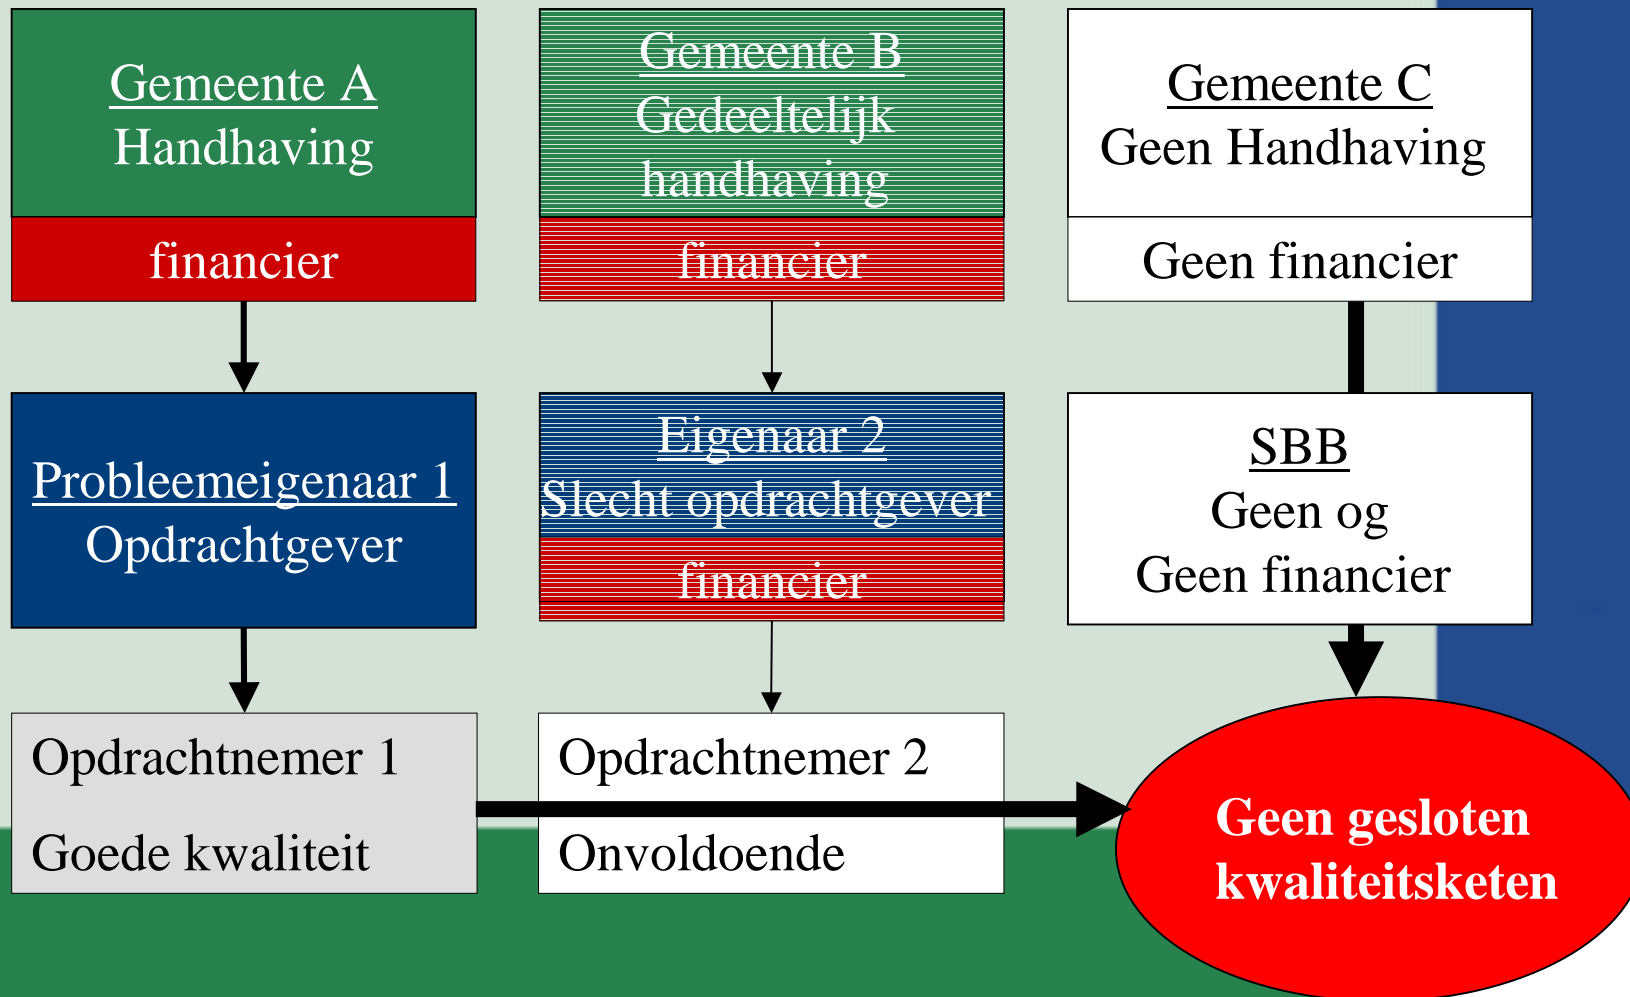 Gemeente A
Handhaving
financier
Gemeente B
Gedeeltelijk
handhaving
financier
Geen Handhaving
Gemeente C
Geen financier
Probleemeigenaar 1
Opdrachtgever
Eigenaar 2
Slecht opdrachtgever
financier
SBB
Geen og
Geen financier
Opdrachtnemer 1
Goede kwaliteit
Opdrachtnemer 2
Onvoldoende
Geen gesloten
kwaliteitsketen